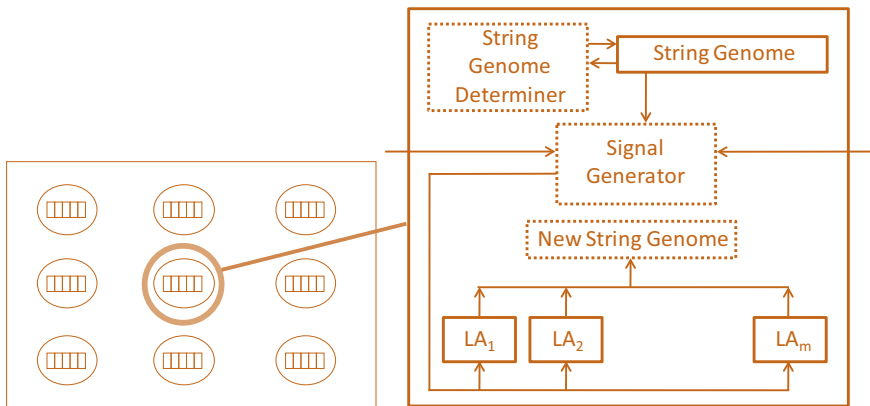 String
Genome
Determiner
String Genome
Signal
Generator
New String Genome
LA₁
LA₂
LAₘ